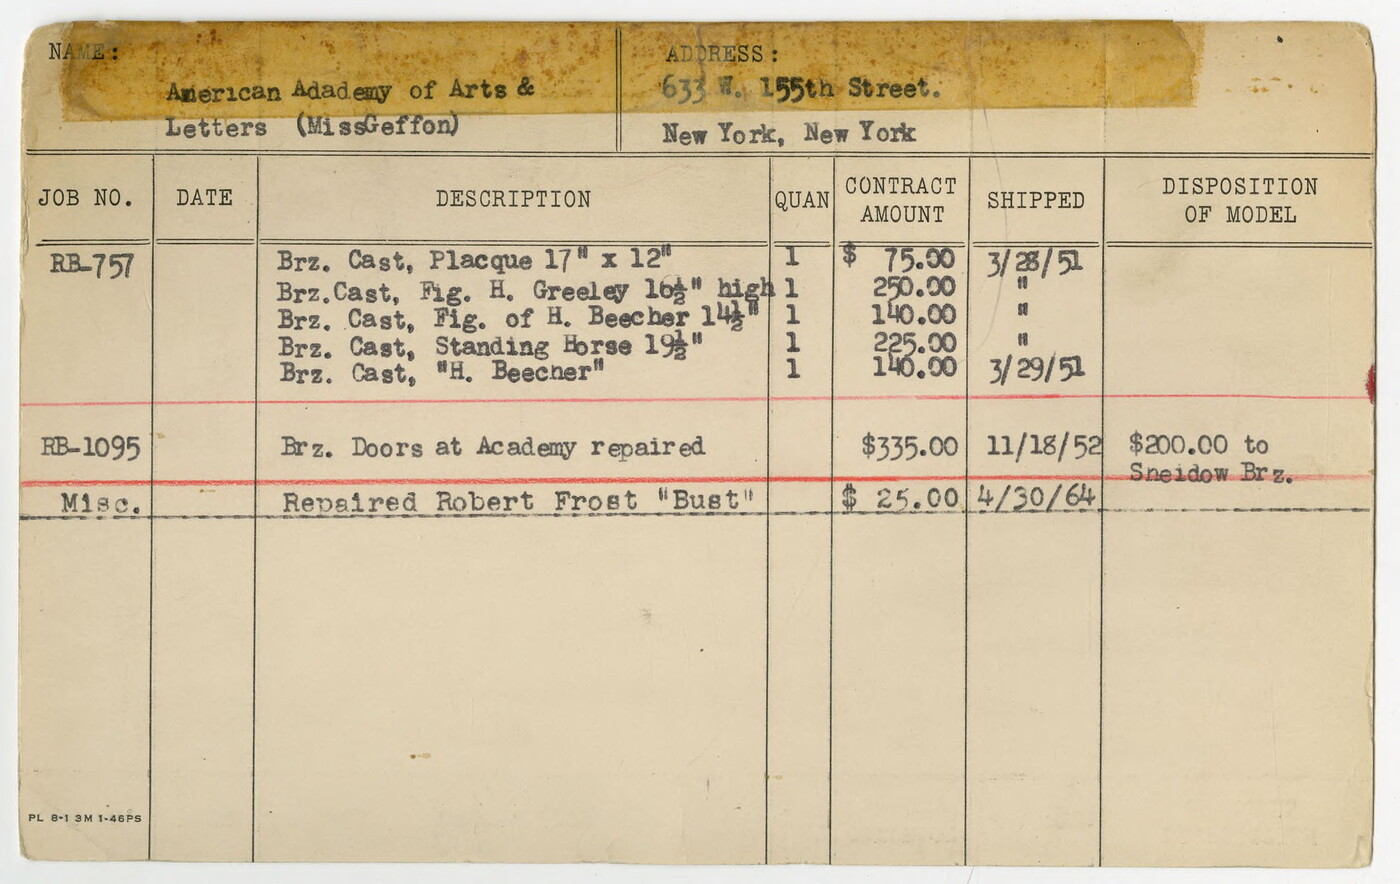 NAME: ADDRESS:
American Adademy of Arts & 633 W. 155th Street.
Letters (MissGeffon) New York, New York
JOB NO. DATE DESCRIPTION QUAN CONTRACT AMOUNT SHIPPED DISPOSITION OF MODEL
RB-757 Brz. Cast, Placque 17" x 12" 1 $ 75.00 3/28/51
Brz.Cast, Fig. H. Greeley 16½" high 1 250.00 "
Brz. Cast, Fig. of H. Beecher 14½" 1 140.00 "
Brz. Cast, Standing Horse 19½" 1 225.00 "
Brz. Cast, "H. Beecher" 1 140.00 3/29/51
RB-1095 Brz. Doors at Academy repaired $335.00 11/18/52 $200.00 to
Sneidow Brz.
Misc. Repaired Robert Frost "Bust" $ 25.00 4/30/64
PL 8-1 3M 1-46PS